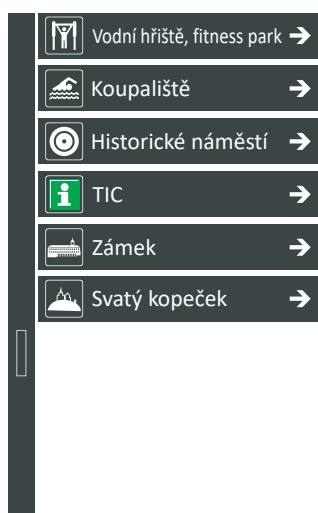 Vodní hřiště, fitness park
Koupaliště
Historické náměstí
TIC
Zámek
Svatý kopeček